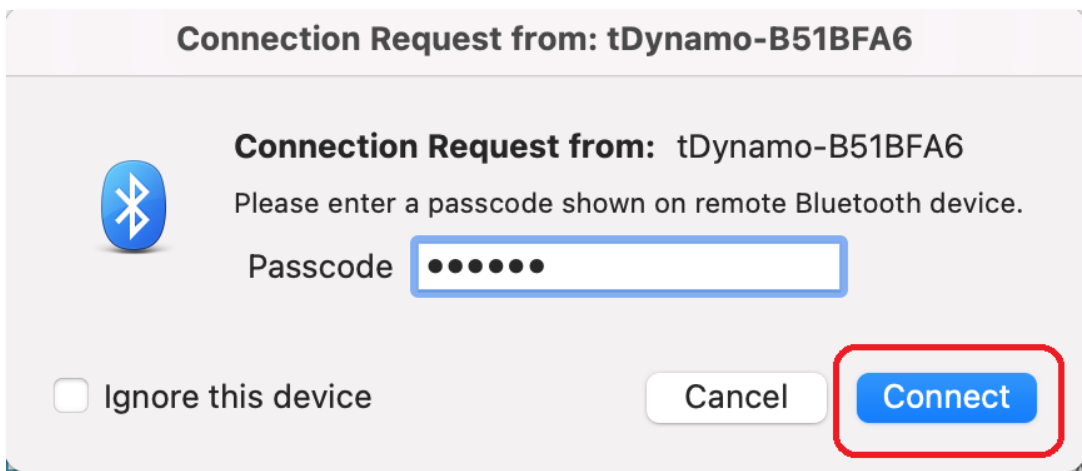 Connection Request from: tDynamo-B51BFA6
Connection Request from: tDynamo-B51BFA6
Please enter a passcode shown on remote Bluetooth device.
Passcode ••••••
Ignore this device
Cancel
Connect